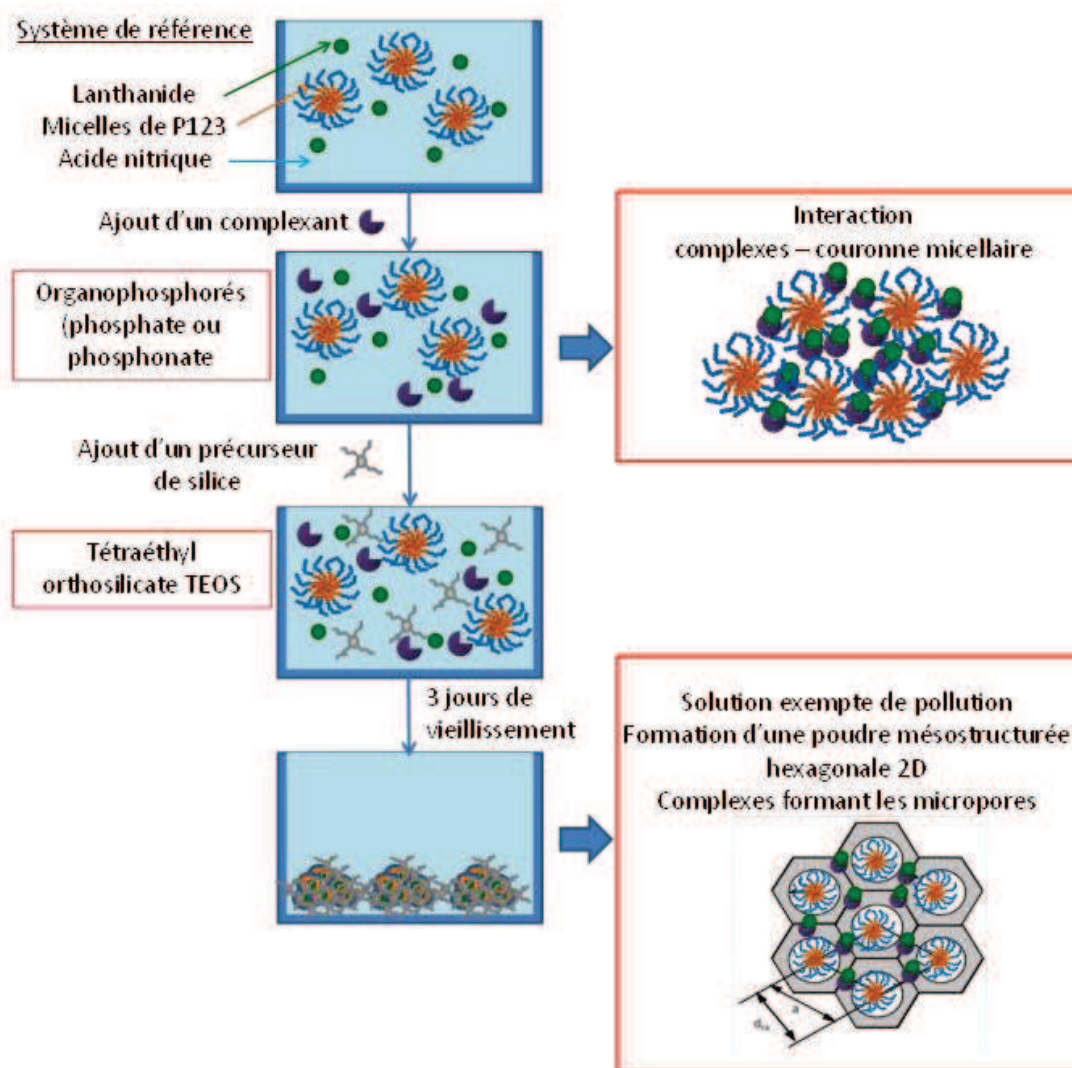 Système de référence
Lanthanide
Micelles de P123
Acide nitrique
Ajout d'un complexant
Organophosphorés
(phosphate ou
phosphonate
Interaction
complexes – couronne micellaire
Ajout d'un précurseur
de silice
Tétraéthyl
orthosilicate TEOS
3 jours de
vieillissement
Solution exempte de pollution
Formation d'une poudre mésostructurée
hexagonale 2D
Complexes formant les micropores
a